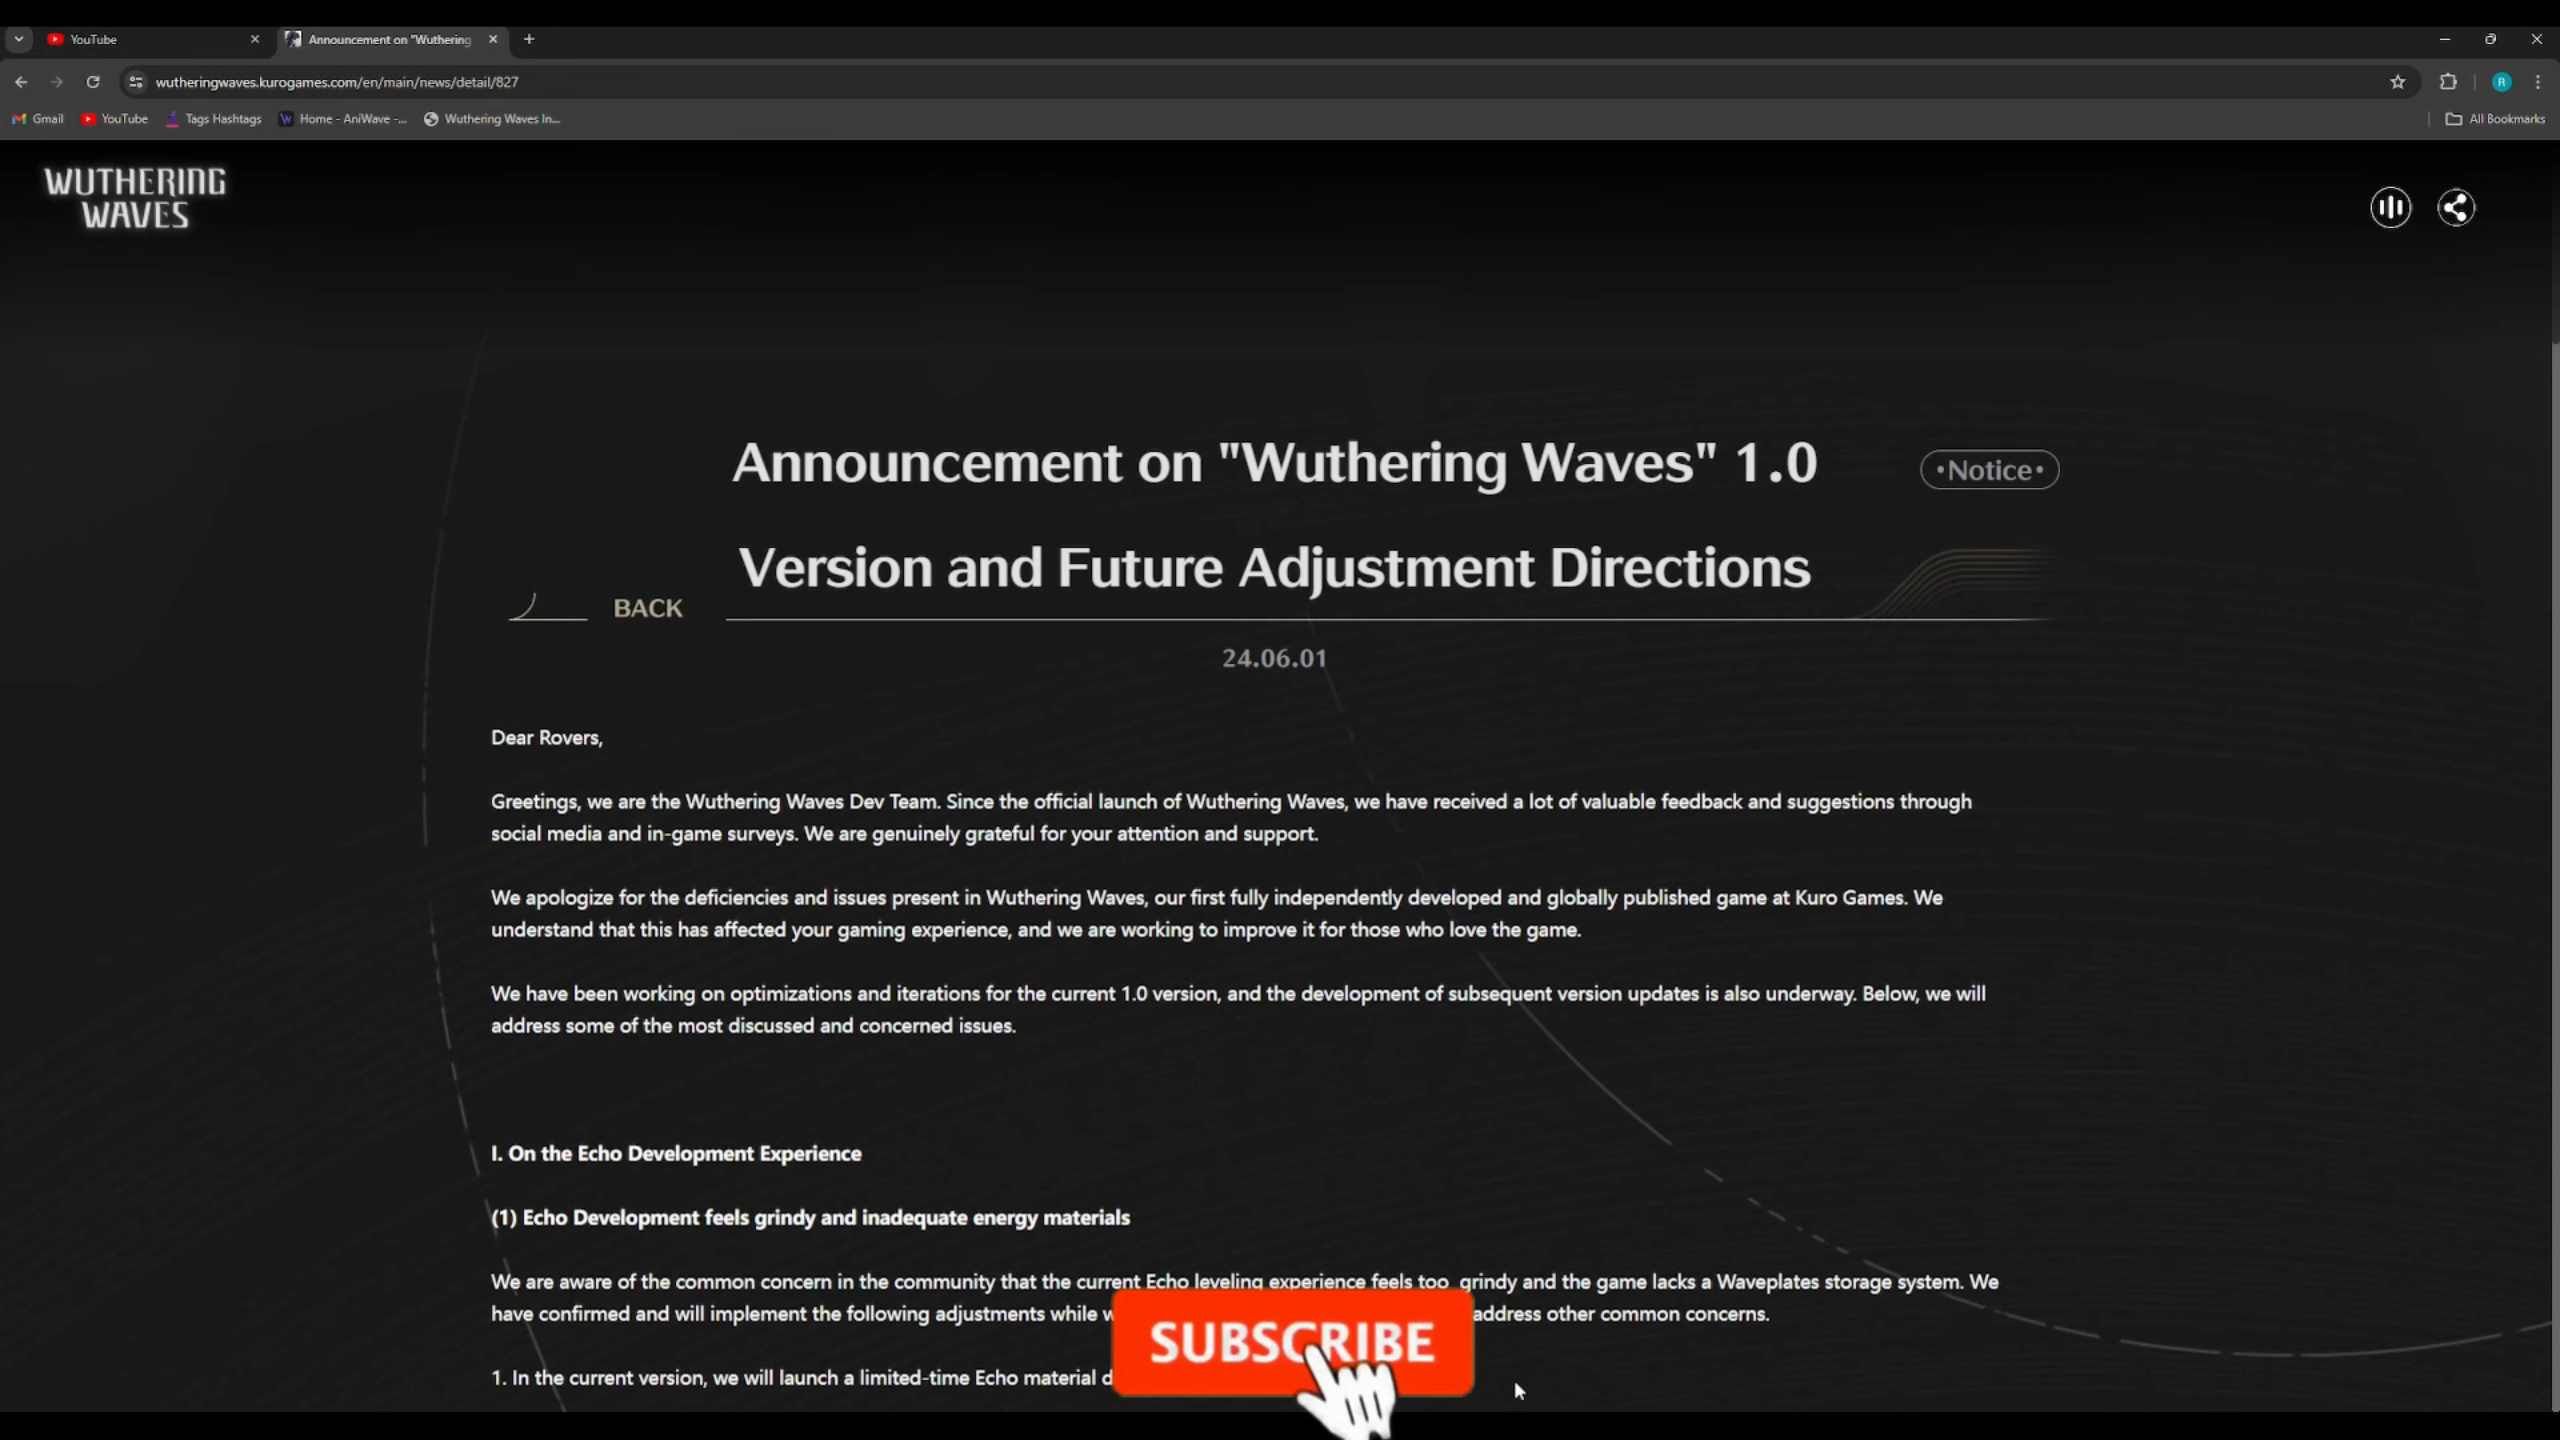 YouTube
Announcement on "Wuthering
wutheringwaves.kurogames.com/en/main/news/detail/827
R
Gmail YouTube Tags Hashtags Home - AniWave -... Wuthering Waves In... All Bookmarks
WUTHERING
WAVES
Announcement on "Wuthering Waves" 1.0
•Notice•
Version and Future Adjustment Directions
BACK
24.06.01
Dear Rovers,
Greetings, we are the Wuthering Waves Dev Team. Since the official launch of Wuthering Waves, we have received a lot of valuable feedback and suggestions through
social media and in-game surveys. We are genuinely grateful for your attention and support.
We apologize for the deficiencies and issues present in Wuthering Waves, our first fully independently developed and globally published game at Kuro Games. We
understand that this has affected your gaming experience, and we are working to improve it for those who love the game.
We have been working on optimizations and iterations for the current 1.0 version, and the development of subsequent version updates is also underway. Below, we will
address some of the most discussed and concerned issues.
I. On the Echo Development Experience
(1) Echo Development feels grindy and inadequate energy materials
We are aware of the common concern in the community that the current Echo leveling experience feels too grindy and the game lacks a Waveplates storage system. We
have confirmed and will implement the following adjustments while address other common concerns.
1. In the current version, we will launch a limited-time Echo material
SUBSCRIBE